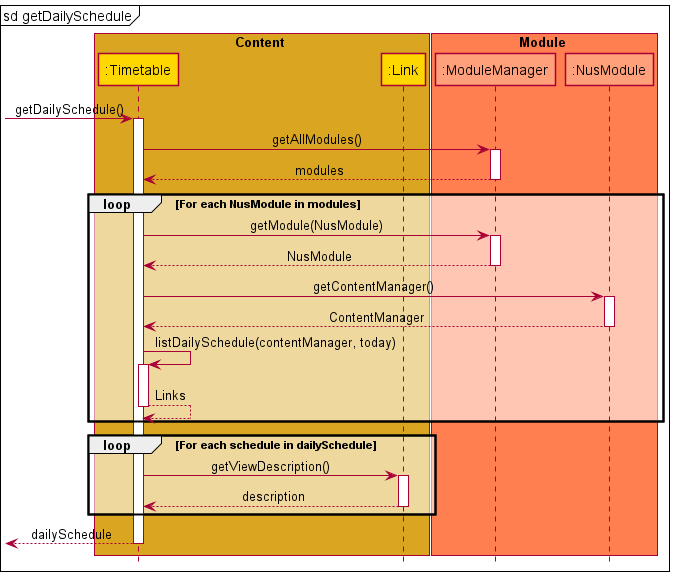 sd getDailySchedule
Content
Module
:Timetable
:Link
:ModuleManager
:NusModule
getDailySchedule()
getAllModules()
modules
loop
[For each NusModule in modules]
getModule(NusModule)
NusModule
getContentManager()
ContentManager
listDailySchedule(contentManager, today)
Links
loop
[For each schedule in dailySchedule]
getViewDescription()
description
dailySchedule